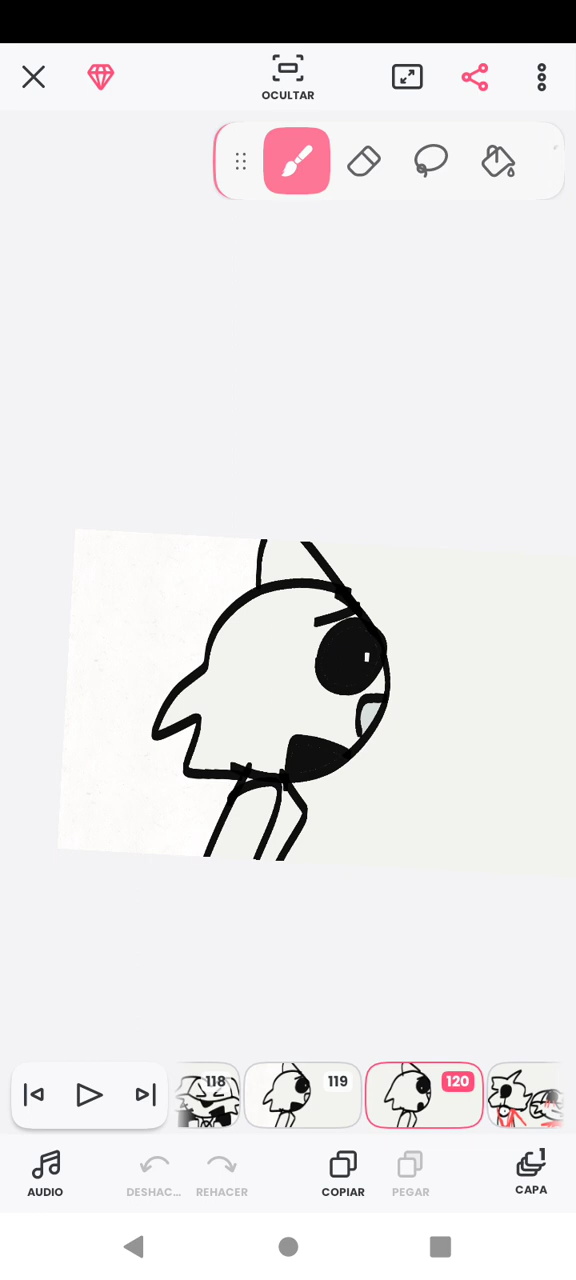 OCULTAR
118
119
120
AUDIO
DESHAC...
REHACER
COPIAR
PEGAR
1
CAPA